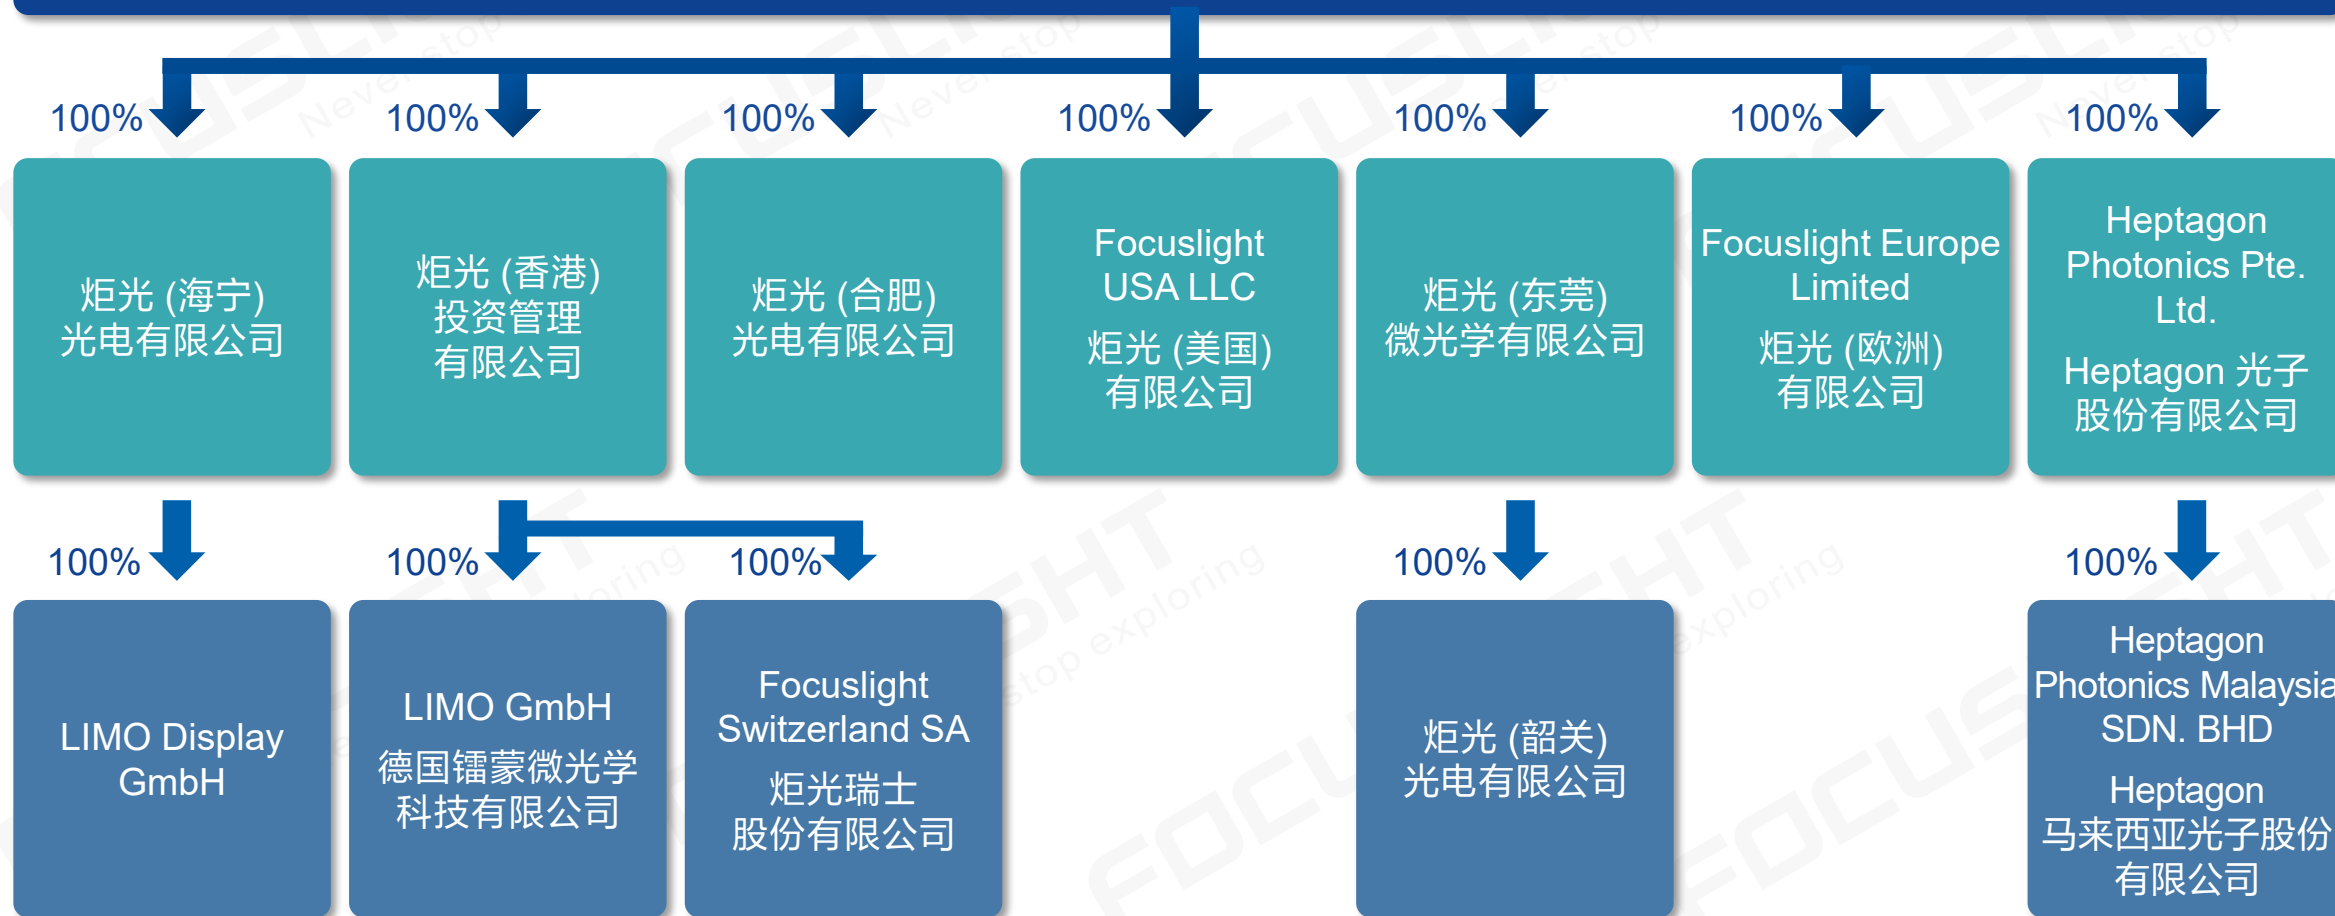 100%
100%
100%
100%
100%
100%
100%
炬光 (海宁)
光电有限公司
炬光 (香港)
投资管理
有限公司
炬光 (合肥)
光电有限公司
Focuslight
USA LLC
炬光 (美国)
有限公司
炬光 (东莞)
微光学有限公司
Focuslight Europe
Limited
炬光 (欧洲)
有限公司
Heptagon
Photonics Pte.
Ltd.
Heptagon 光子
股份有限公司
100%
100%
100%
100%
100%
LIMO Display
GmbH
LIMO GmbH
德国镭蒙微光学
科技有限公司
Focuslight
Switzerland SA
炬光瑞士
股份有限公司
炬光 (韶关)
光电有限公司
Heptagon
Photonics Malaysia
SDN. BHD
Heptagon
马来西亚光子股份
有限公司